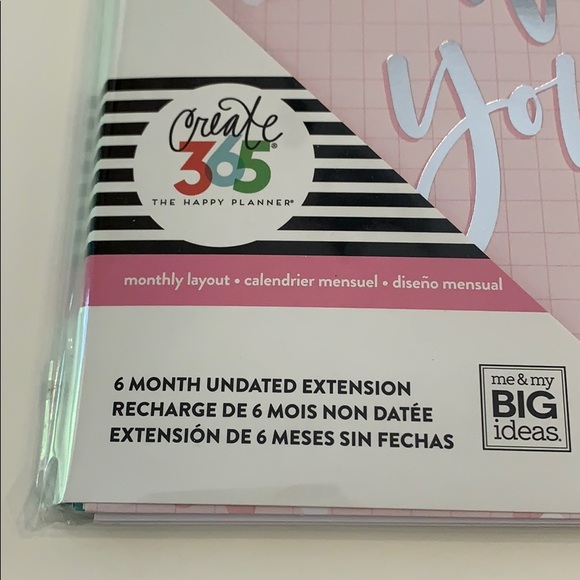 Create
365®
THE HAPPY PLANNER®
monthly layout • calendrier mensuel • diseño mensual
6 MONTH UNDATED EXTENSION
RECHARGE DE 6 MOIS NON DATÉE
EXTENSIÓN DE 6 MESES SIN FECHAS
me & my
BIG
ideas.